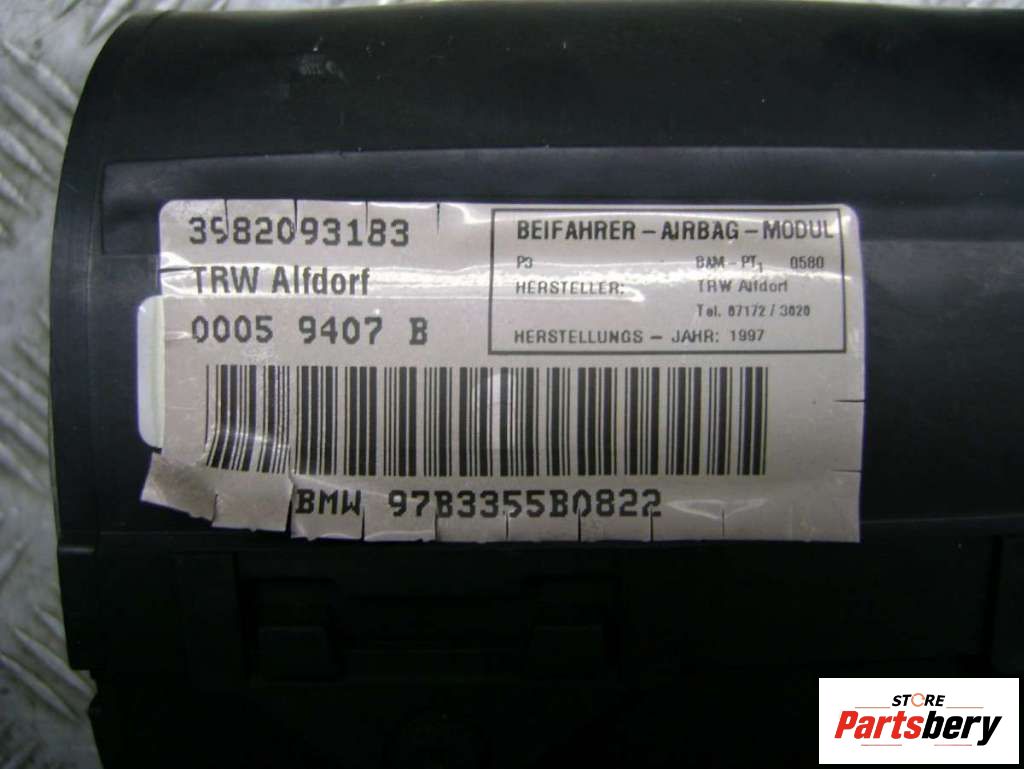 3982093183
TRW Alfdorf
0005 9407 B
BEIFAHRER - AIRBAG - MODUL
P3 BAM - PT1 0580
HERSTELLER: TRW Alfdorf
Tel. 07172 / 3020
HERSTELLUNGS - JAHR: 1997
BMW 97B3355B0822
STORE
Partsbery